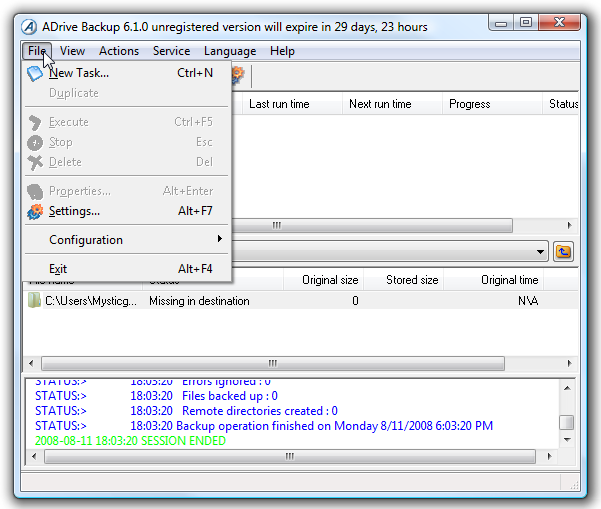 ADrive Backup 6.1.0 unregistered version will expire in 29 days, 23 hours
File View Actions Service Language Help
New Task... Ctrl+N
Duplicate
Execute Ctrl+F5
Stop Esc
Delete Del
Properties... Alt+Enter
Settings... Alt+F7
Configuration
Exit Alt+F4
Last run time Next run time Progress Status
Original size Stored size Original time
C:\Users\Mysticg... Missing in destination 0 N\A
STATUS:> 18:03:20 Errors ignored : 0
STATUS:> 18:03:20 Files backed up : 0
STATUS:> 18:03:20 Remote directories created : 0
STATUS:> 18:03:20 Backup operation finished on Monday 8/11/2008 6:03:20 PM
2008-08-11 18:03:20 SESSION ENDED